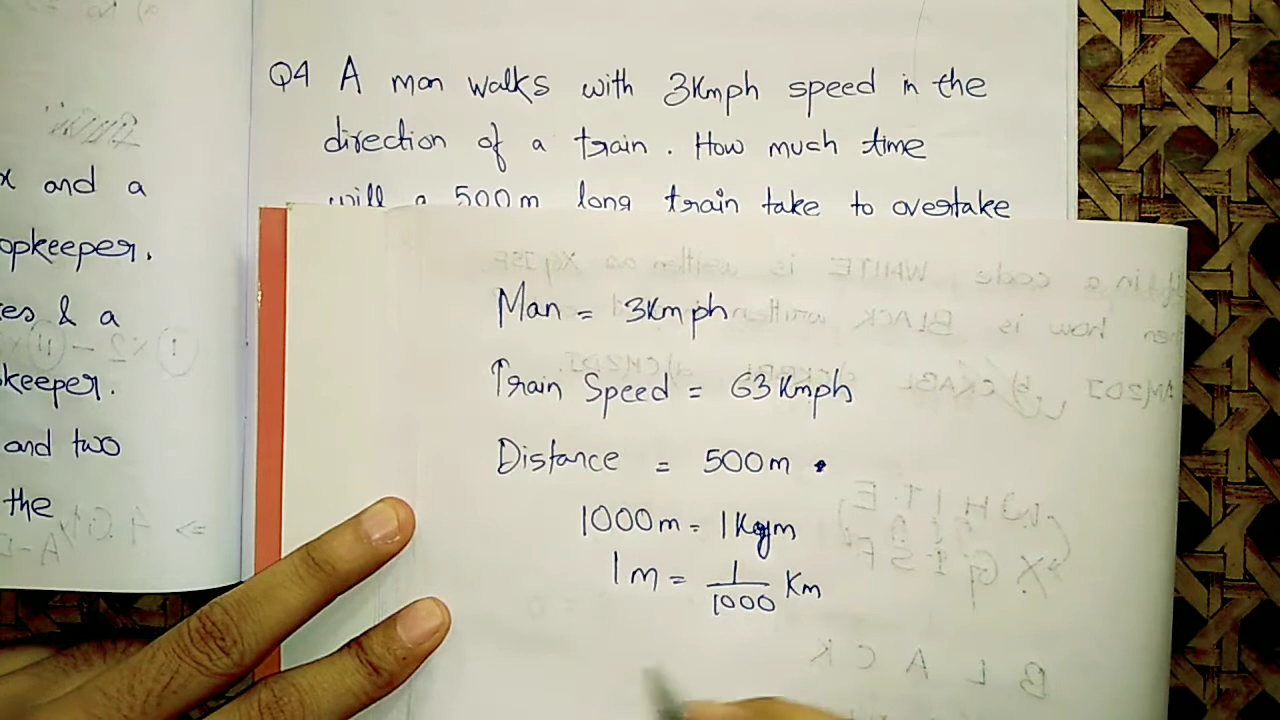 x and a
opkeeper.
es & a
keeper.
and two
the
Q4 A man walks with 3Kmph speed in the
direction of a train. How much time
will a 500m long train take to overtake
Man = 3Kmph
Train Speed = 63 Kmph
Distance = 500m
1000m = 1Km
1m = 1/1000 Km